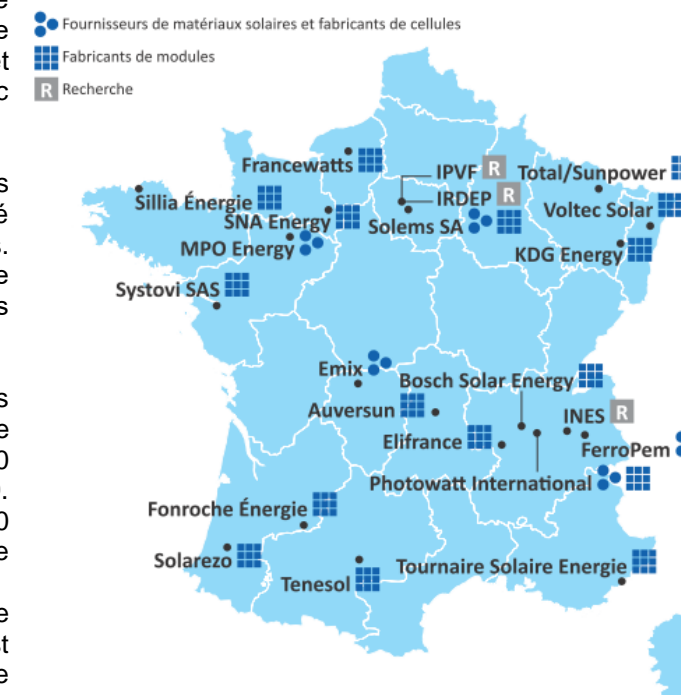 Fournisseurs de matériaux solaires et fabricants de cellules
Fabricants de modules
R Recherche
Francewatts
IPVF R
Total/Sunpower
Sillia Énergie
IRDEP R
Voltec Solar
SNA Energy
Solems SA
MPO Energy
KDG Energy
Systovi SAS
Emix
Bosch Solar Energy
Auversun
INES R
Elifrance
FerroPem
Photowatt International
Fonroche Énergie
Solarezo
Tournaire Solaire Energie
Tenesol